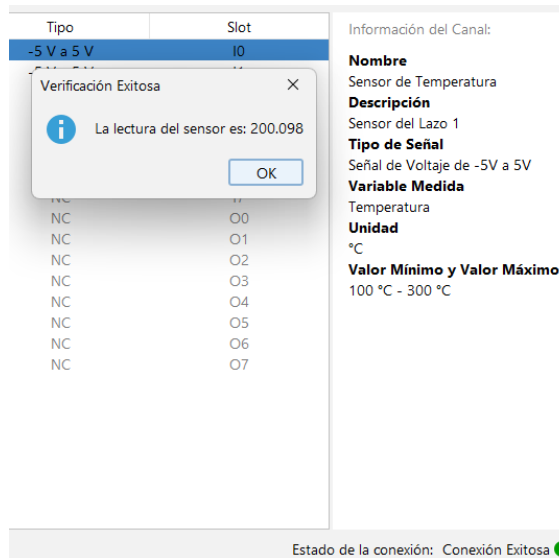 Tipo Slot
-5 V a 5 V I0
Verificación Exitosa
La lectura del sensor es: 200.098
OK
NC O0
NC O1
NC O2
NC O3
NC O4
NC O5
NC O6
NC O7
Información del Canal:
Nombre
Sensor de Temperatura
Descripción
Sensor del Lazo 1
Tipo de Señal
Señal de Voltaje de -5V a 5V
Variable Medida
Temperatura
Unidad
°C
Valor Mínimo y Valor Máximo
100 °C - 300 °C
Estado de la conexión: Conexión Exitosa